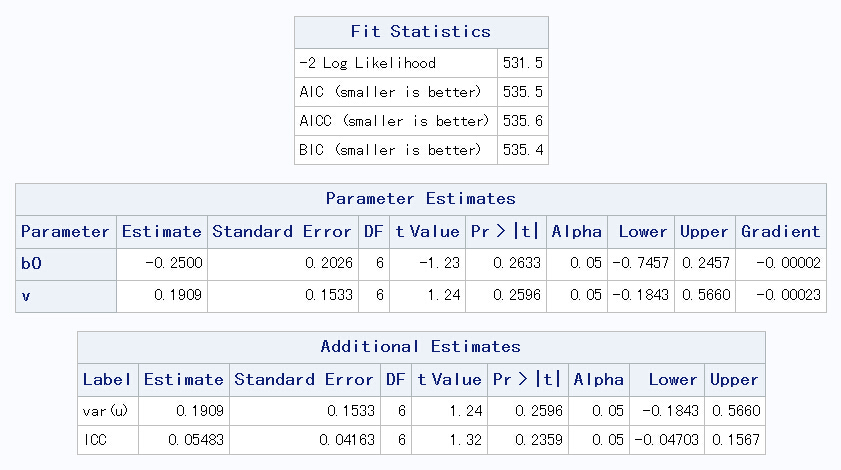 Fit Statistics
-2 Log Likelihood 531.5
AIC (smaller is better) 535.5
AICC (smaller is better) 535.6
BIC (smaller is better) 535.4
Parameter Estimates
Parameter Estimate Standard Error DF t Value Pr > |t| Alpha Lower Upper Gradient
b0 -0.2500 0.2026 6 -1.23 0.2633 0.05 -0.7457 0.2457 -0.00002
v 0.1909 0.1533 6 1.24 0.2596 0.05 -0.1843 0.5660 -0.00023
Additional Estimates
Label Estimate Standard Error DF t Value Pr > |t| Alpha Lower Upper
var(u) 0.1909 0.1533 6 1.24 0.2596 0.05 -0.1843 0.5660
ICC 0.05483 0.04163 6 1.32 0.2359 0.05 -0.04703 0.1567